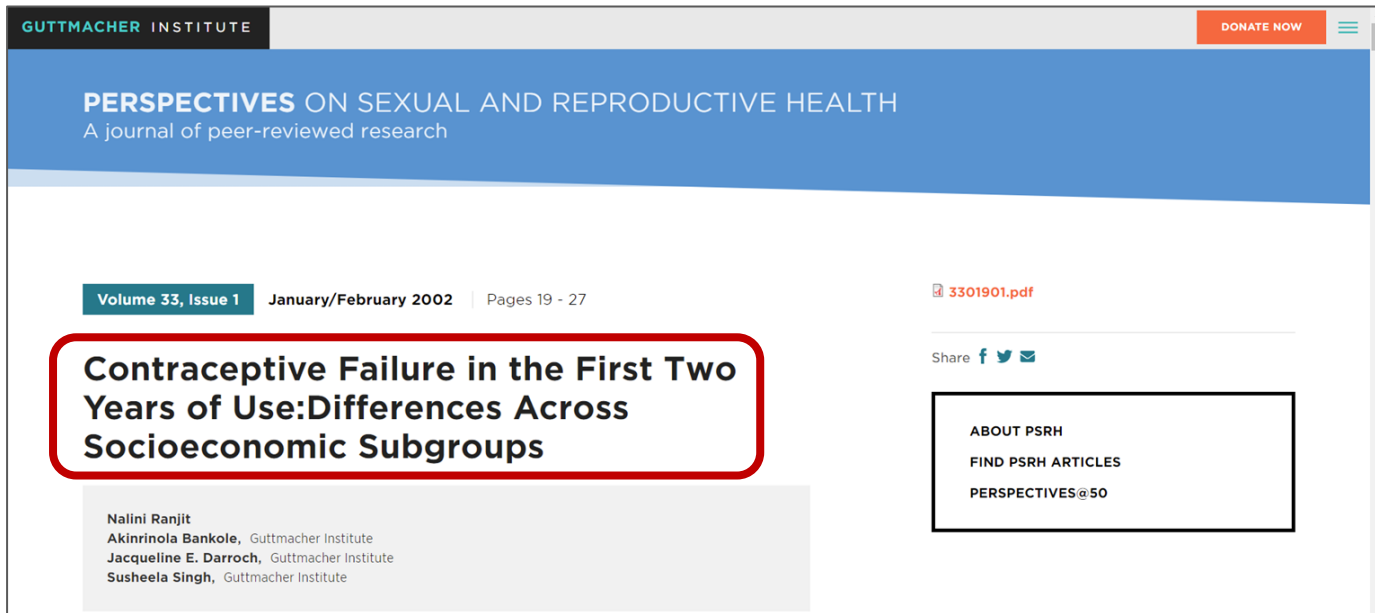 GUTTMACHER INSTITUTE
DONATE NOW
PERSPECTIVES ON SEXUAL AND REPRODUCTIVE HEALTH
A journal of peer-reviewed research
Volume 33, Issue 1 January/February 2002 Pages 19 - 27
Contraceptive Failure in the First Two
Years of Use:Differences Across
Socioeconomic Subgroups
Nalini Ranjit
Akinrinola Bankole, Guttmacher Institute
Jacqueline E. Darroch, Guttmacher Institute
Susheela Singh, Guttmacher Institute
3301901.pdf
Share
ABOUT PSRH
FIND PSRH ARTICLES
PERSPECTIVES@50